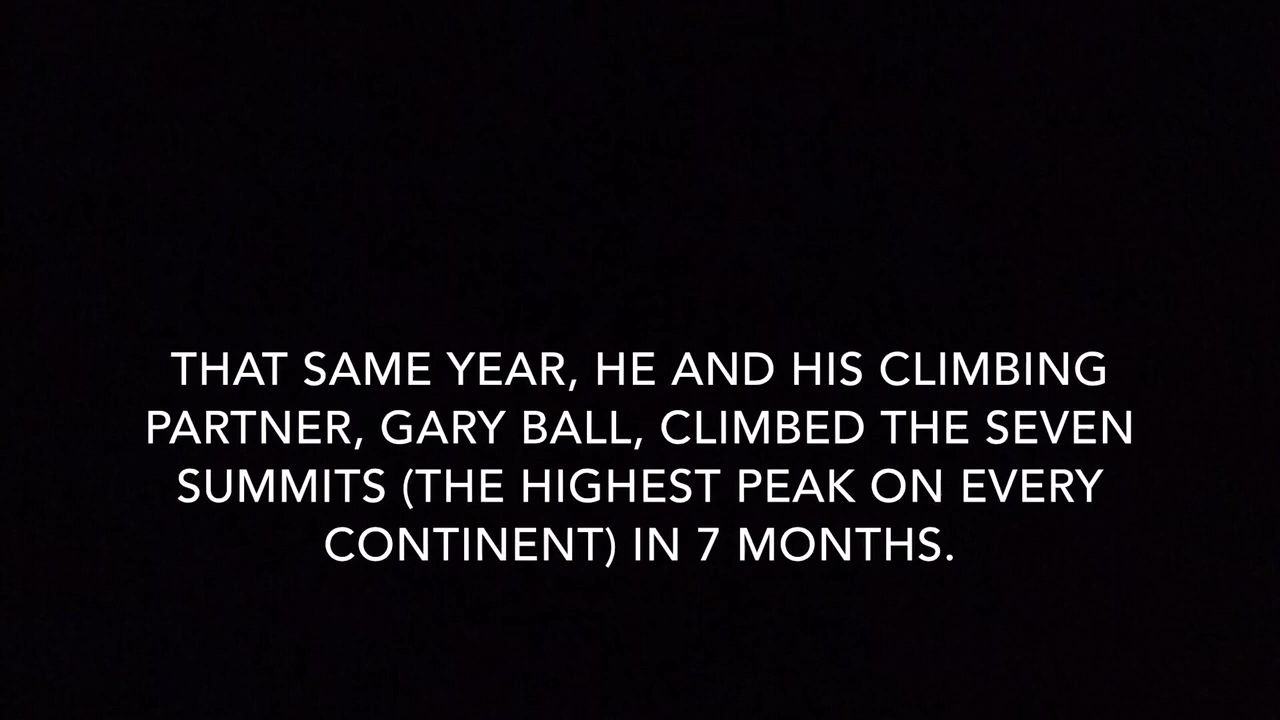 THAT SAME YEAR, HE AND HIS CLIMBING
PARTNER, GARY BALL, CLIMBED THE SEVEN
SUMMITS (THE HIGHEST PEAK ON EVERY
CONTINENT) IN 7 MONTHS.